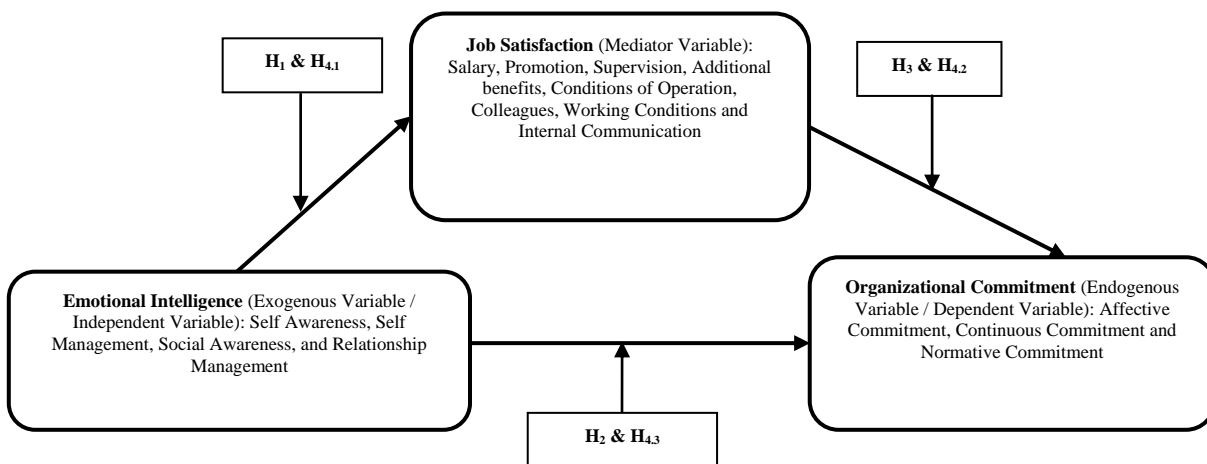 H1 & H4.1
Job Satisfaction (Mediator Variable):
Salary, Promotion, Supervision, Additional
benefits, Conditions of Operation,
Colleagues, Working Conditions and
Internal Communication
H3 & H4.2
Emotional Intelligence (Exogenous Variable /
Independent Variable): Self Awareness, Self
Management, Social Awareness, and Relationship
Management
Organizational Commitment (Endogenous
Variable / Dependent Variable): Affective
Commitment, Continuous Commitment and
Normative Commitment
H2 & H4.3